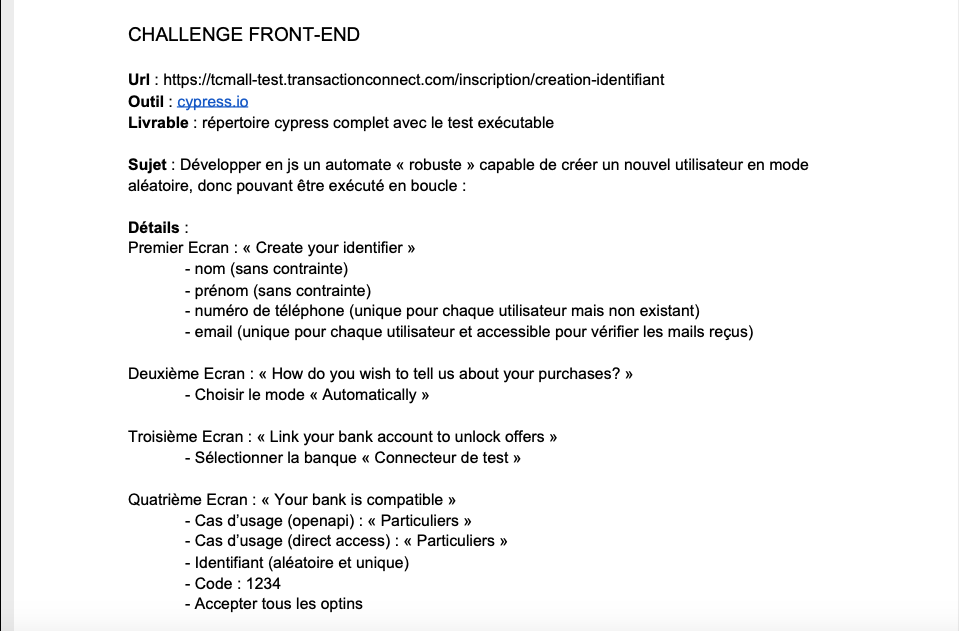 CHALLENGE FRONT-END
Url : https://tcmall-test.transactionconnect.com/inscription/creation-identifiant
Outil : cypress.io
Livrable : répertoire cypress complet avec le test exécutable
Sujet : Développer en js un automate « robuste » capable de créer un nouvel utilisateur en mode
aléatoire, donc pouvant être exécuté en boucle :
Détails :
Premier Ecran : « Create your identifier »
- nom (sans contrainte)
- prénom (sans contrainte)
- numéro de téléphone (unique pour chaque utilisateur mais non existant)
- email (unique pour chaque utilisateur et accessible pour vérifier les mails reçus)
Deuxième Ecran : « How do you wish to tell us about your purchases? »
- Choisir le mode « Automatically »
Troisième Ecran : « Link your bank account to unlock offers »
- Sélectionner la banque « Connecteur de test »
Quatrième Ecran : « Your bank is compatible »
- Cas d’usage (openapi) : « Particuliers »
- Cas d’usage (direct access) : « Particuliers »
- Identifiant (aléatoire et unique)
- Code : 1234
- Accepter tous les optins